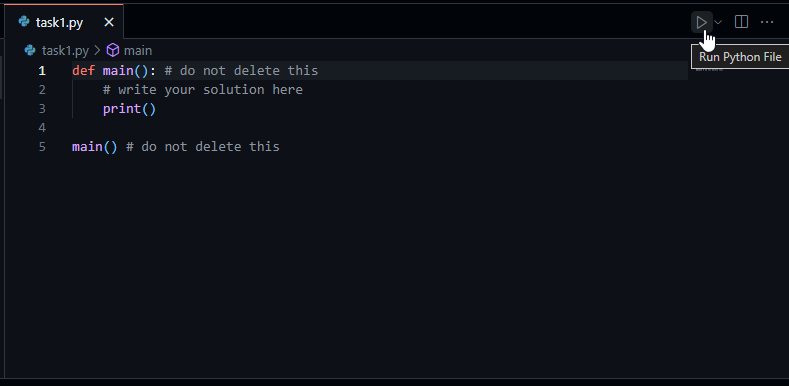 task1.py
Run Python File
task1.py > main
1 def main(): # do not delete this
2     # write your solution here
3     print()
4
5 main() # do not delete this